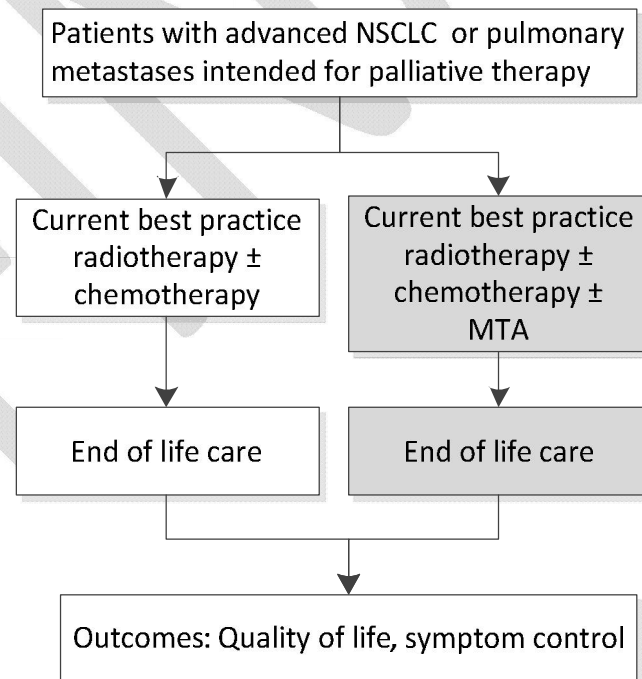 Patients with advanced NSCLC or pulmonary
metastases intended for palliative therapy
Current best practice
radiotherapy ±
chemotherapy
Current best practice
radiotherapy ±
chemotherapy ±
MTA
End of life care
End of life care
Outcomes: Quality of life, symptom control